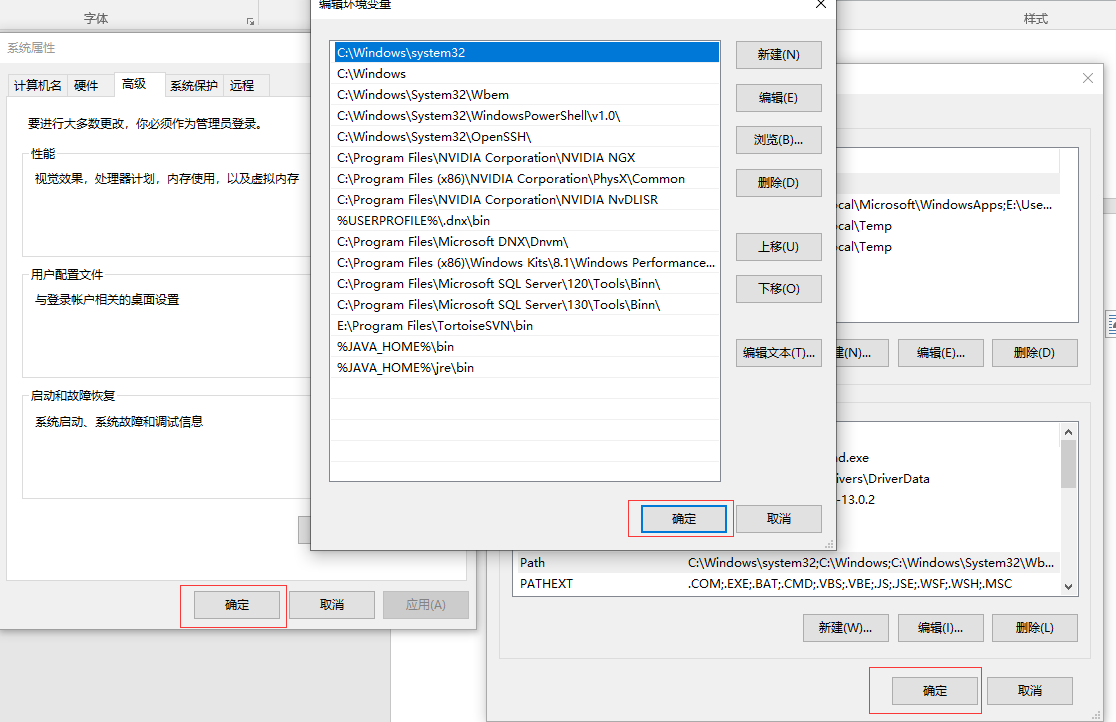 字体
样式
系统属性
计算机名
硬件
高级
系统保护
远程
要进行大多数更改，你必须作为管理员登录。
性能
视觉效果，处理器计划，内存使用，以及虚拟内存
用户配置文件
与登录帐户相关的桌面设置
启动和故障恢复
系统启动、系统故障和调试信息
确定
取消
应用(A)
编辑环境变量
C:\Windows\system32
C:\Windows
C:\Windows\System32\Wbem
C:\Windows\System32\WindowsPowerShell\v1.0\
C:\Windows\System32\OpenSSH\
C:\Program Files\NVIDIA Corporation\NVIDIA NGX
C:\Program Files (x86)\NVIDIA Corporation\PhysX\Common
C:\Program Files\NVIDIA Corporation\NVIDIA NvDLISR
%USERPROFILE%\.dnx\bin
C:\Program Files\Microsoft DNX\Dnvm\
C:\Program Files (x86)\Windows Kits\8.1\Windows Performance...
C:\Program Files\Microsoft SQL Server\120\Tools\Binn\
C:\Program Files\Microsoft SQL Server\130\Tools\Binn\
E:\Program Files\TortoiseSVN\bin
%JAVA_HOME%\bin
%JAVA_HOME%\jre\bin
新建(N)
编辑(E)
浏览(B)...
删除(D)
上移(U)
下移(O)
编辑文本(T)...
确定
取消
cal\Microsoft\WindowsApps;E:\Use...
cal\Temp
cal\Temp
建(N)...
编辑(E)...
删除(D)
d.exe
ivers\DriverData
-13.0.2
Path
C:\Windows\system32;C:\Windows;C:\Windows\System32\Wb...
PATHEXT
.COM;.EXE;.BAT;.CMD;.VBS;.VBE;.JS;.JSE;.WSF;.WSH;.MSC
新建(W)...
编辑(I)...
删除(L)
确定
取消